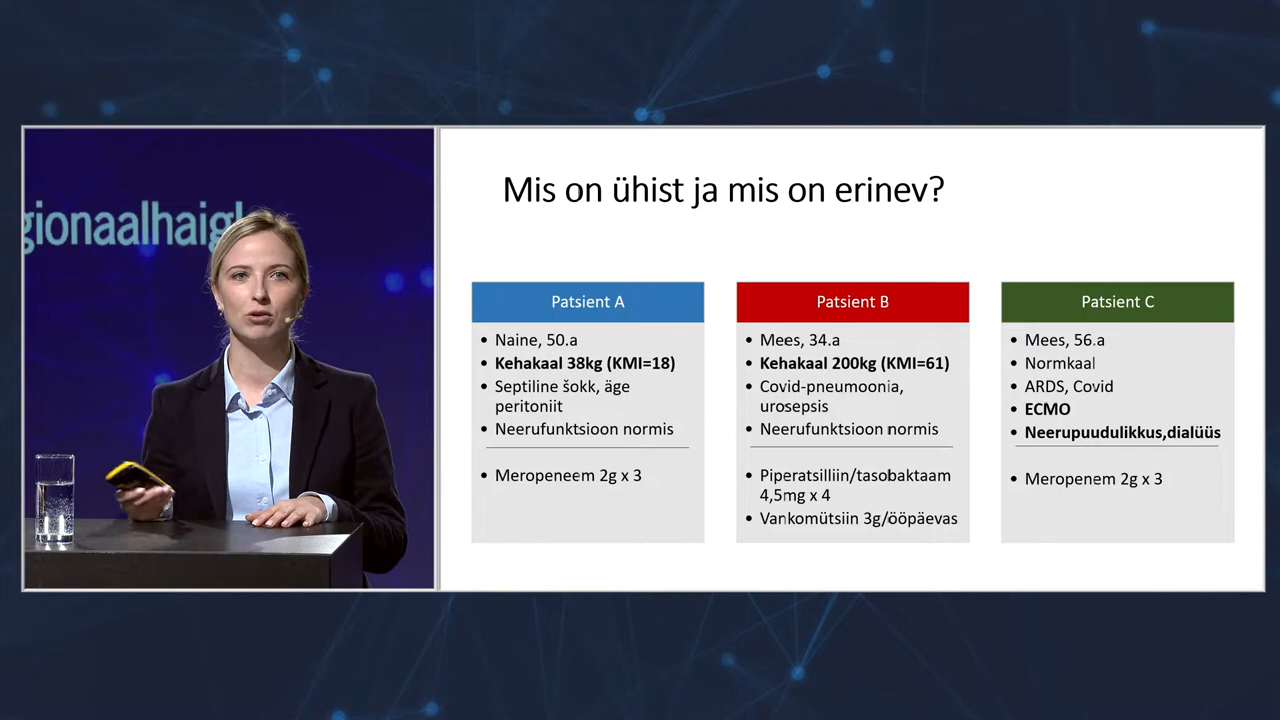 gionaalhaigl
Mis on ühist ja mis on erinev?
Patsient A
• Naine, 50.a
• Kehakaal 38kg (KMI=18)
• Septiline šokk, äge
peritoniit
• Neerufunktsioon normis
• Meropeneem 2g x 3
Patsient B
• Mees, 34.a
• Kehakaal 200kg (KMI=61)
• Covid-pneumoonia,
urosepsis
• Neerufunktsioon normis
• Piperatsilliin/tasobaktaam
4,5mg x 4
• Vankomütsiin 3g/ööpäevas
Patsient C
• Mees, 56.a
• Normkaal
• ARDS, Covid
• ECMO
• Neerupuudulikkus,dialüüs
• Meropenem 2g x 3